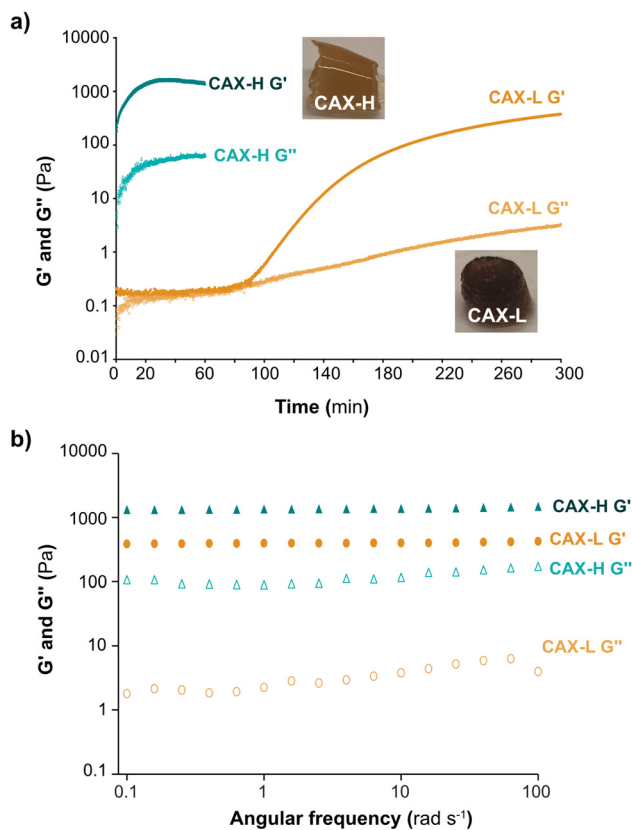 a)
10000
1000
100
10
1
0.1
0.01
G' and G" (Pa)
CAX-H G'
CAX-H G"
CAX-H
CAX-L G'
CAX-L G"
CAX-L
0 20 60 100 140 180 220 260 300
Time (min)
b)
10000
1000
100
10
1
0.1
G' and G" (Pa)
CAX-H G'
CAX-L G'
CAX-H G"
CAX-L G"
0.1 1 10 100
Angular frequency (rad s⁻¹)